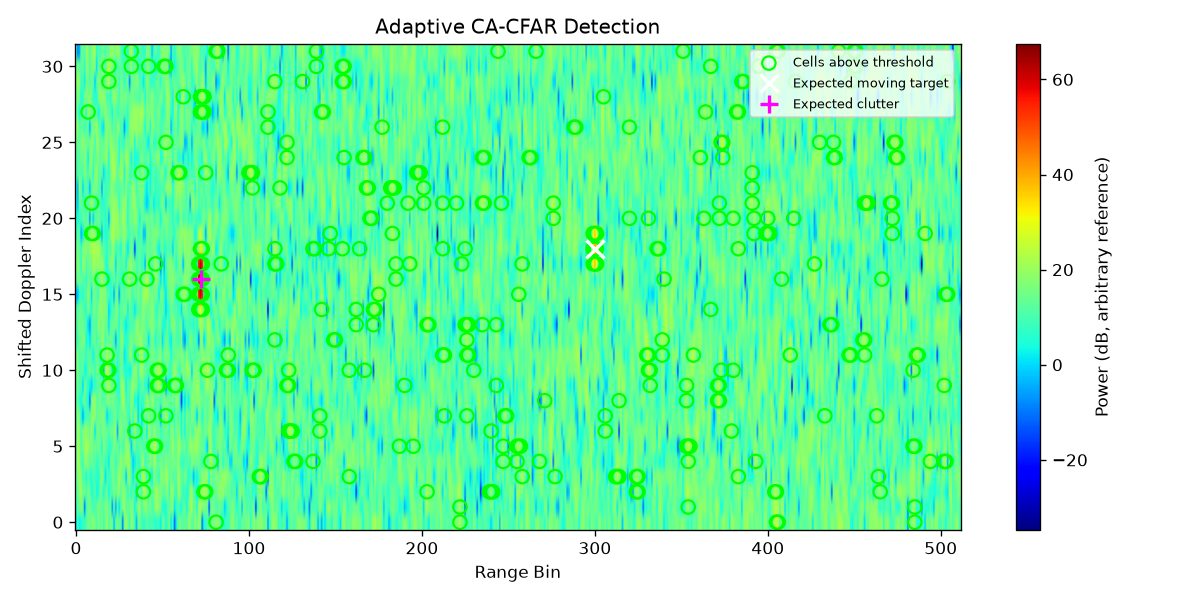 Adaptive CA-CFAR Detection
Shifted Doppler Index
30
25
20
15
10
5
0
0 100 200 300 400 500
Range Bin
Cells above threshold
Expected moving target
Expected clutter
60
40
20
0
−20
Power (dB, arbitrary reference)